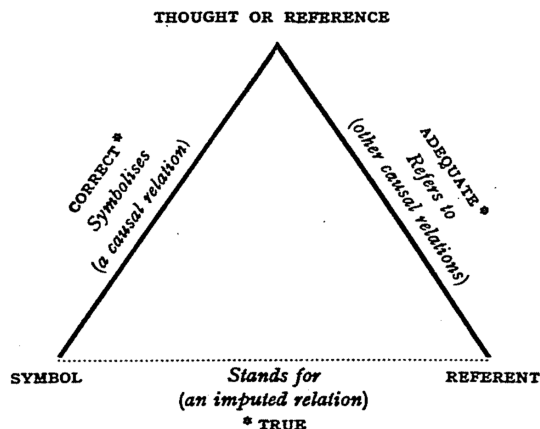 THOUGHT OR REFERENCE
CORRECT*
Symbolises
(a causal relation)
ADEQUATE*
Refers to
(other causal relations)
SYMBOL
Stands for
(an imputed relation)
* TRUE
REFERENT